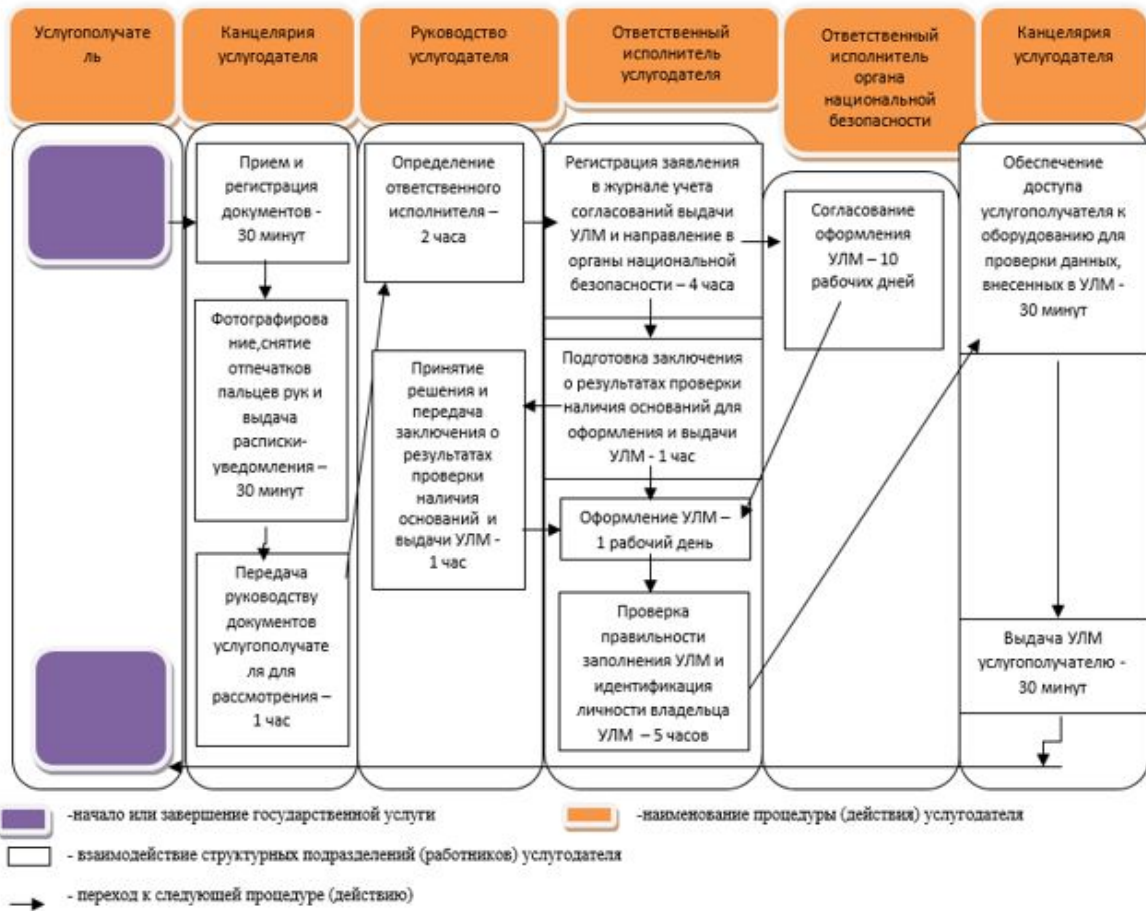 Услугополучате
ль
Канцелярия
услугодателя
Руководство
услугодателя
Ответственный
исполнитель
услугодателя
Ответственный
исполнитель
органа
национальной
безопасности
Канцелярия
услугодателя
Прием и
регистрация
документов -
30 минут
Фотографирова
ние,снятие
отпечатков
пальцев рук и
выдача
расписки-
уведомления –
30 минут
Передача
руководству
документов
услугополучате
ля для
рассмотрения –
1 час
Определение
ответственного
исполнителя –
2 часа
Принятие
решения и
передача
заключения о
результатах
проверки
наличия
оснований и
выдачи УЛМ -
1 час
Регистрация заявления
в журнале учета
согласований выдачи
УЛМ и направление в
органы национальной
безопасности – 4 часа
Подготовка заключения
о результатах проверки
наличия оснований для
оформления и выдачи
УЛМ - 1 час
Оформление УЛМ –
1 рабочий день
Проверка
правильности
заполнения УЛМ и
идентификация
личности владельца
УЛМ – 5 часов
Согласование
оформления
УЛМ – 10
рабочих дней
Обеспечение
доступа
услугополучателя к
оборудованию для
проверки данных,
внесенных в УЛМ -
30 минут
Выдача УЛМ
услугополучателю -
30 минут
-начало или завершение государственной услуги
-наименование процедуры (действия) услугодателя
- взаимодействие структурных подразделений (работников) услугодателя
- переход к следующей процедуре (действию)